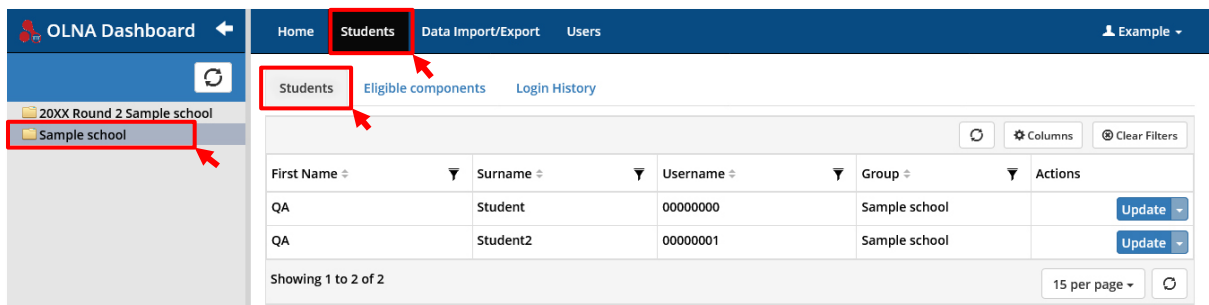 OLNA Dashboard
Home Students Data Import/Export Users Example
Students Eligible components Login History
20XX Round 2 Sample school
Sample school
Columns Clear Filters
First Name Surname Username Group Actions
QA Student 00000000 Sample school Update
QA Student2 00000001 Sample school Update
Showing 1 to 2 of 2
15 per page